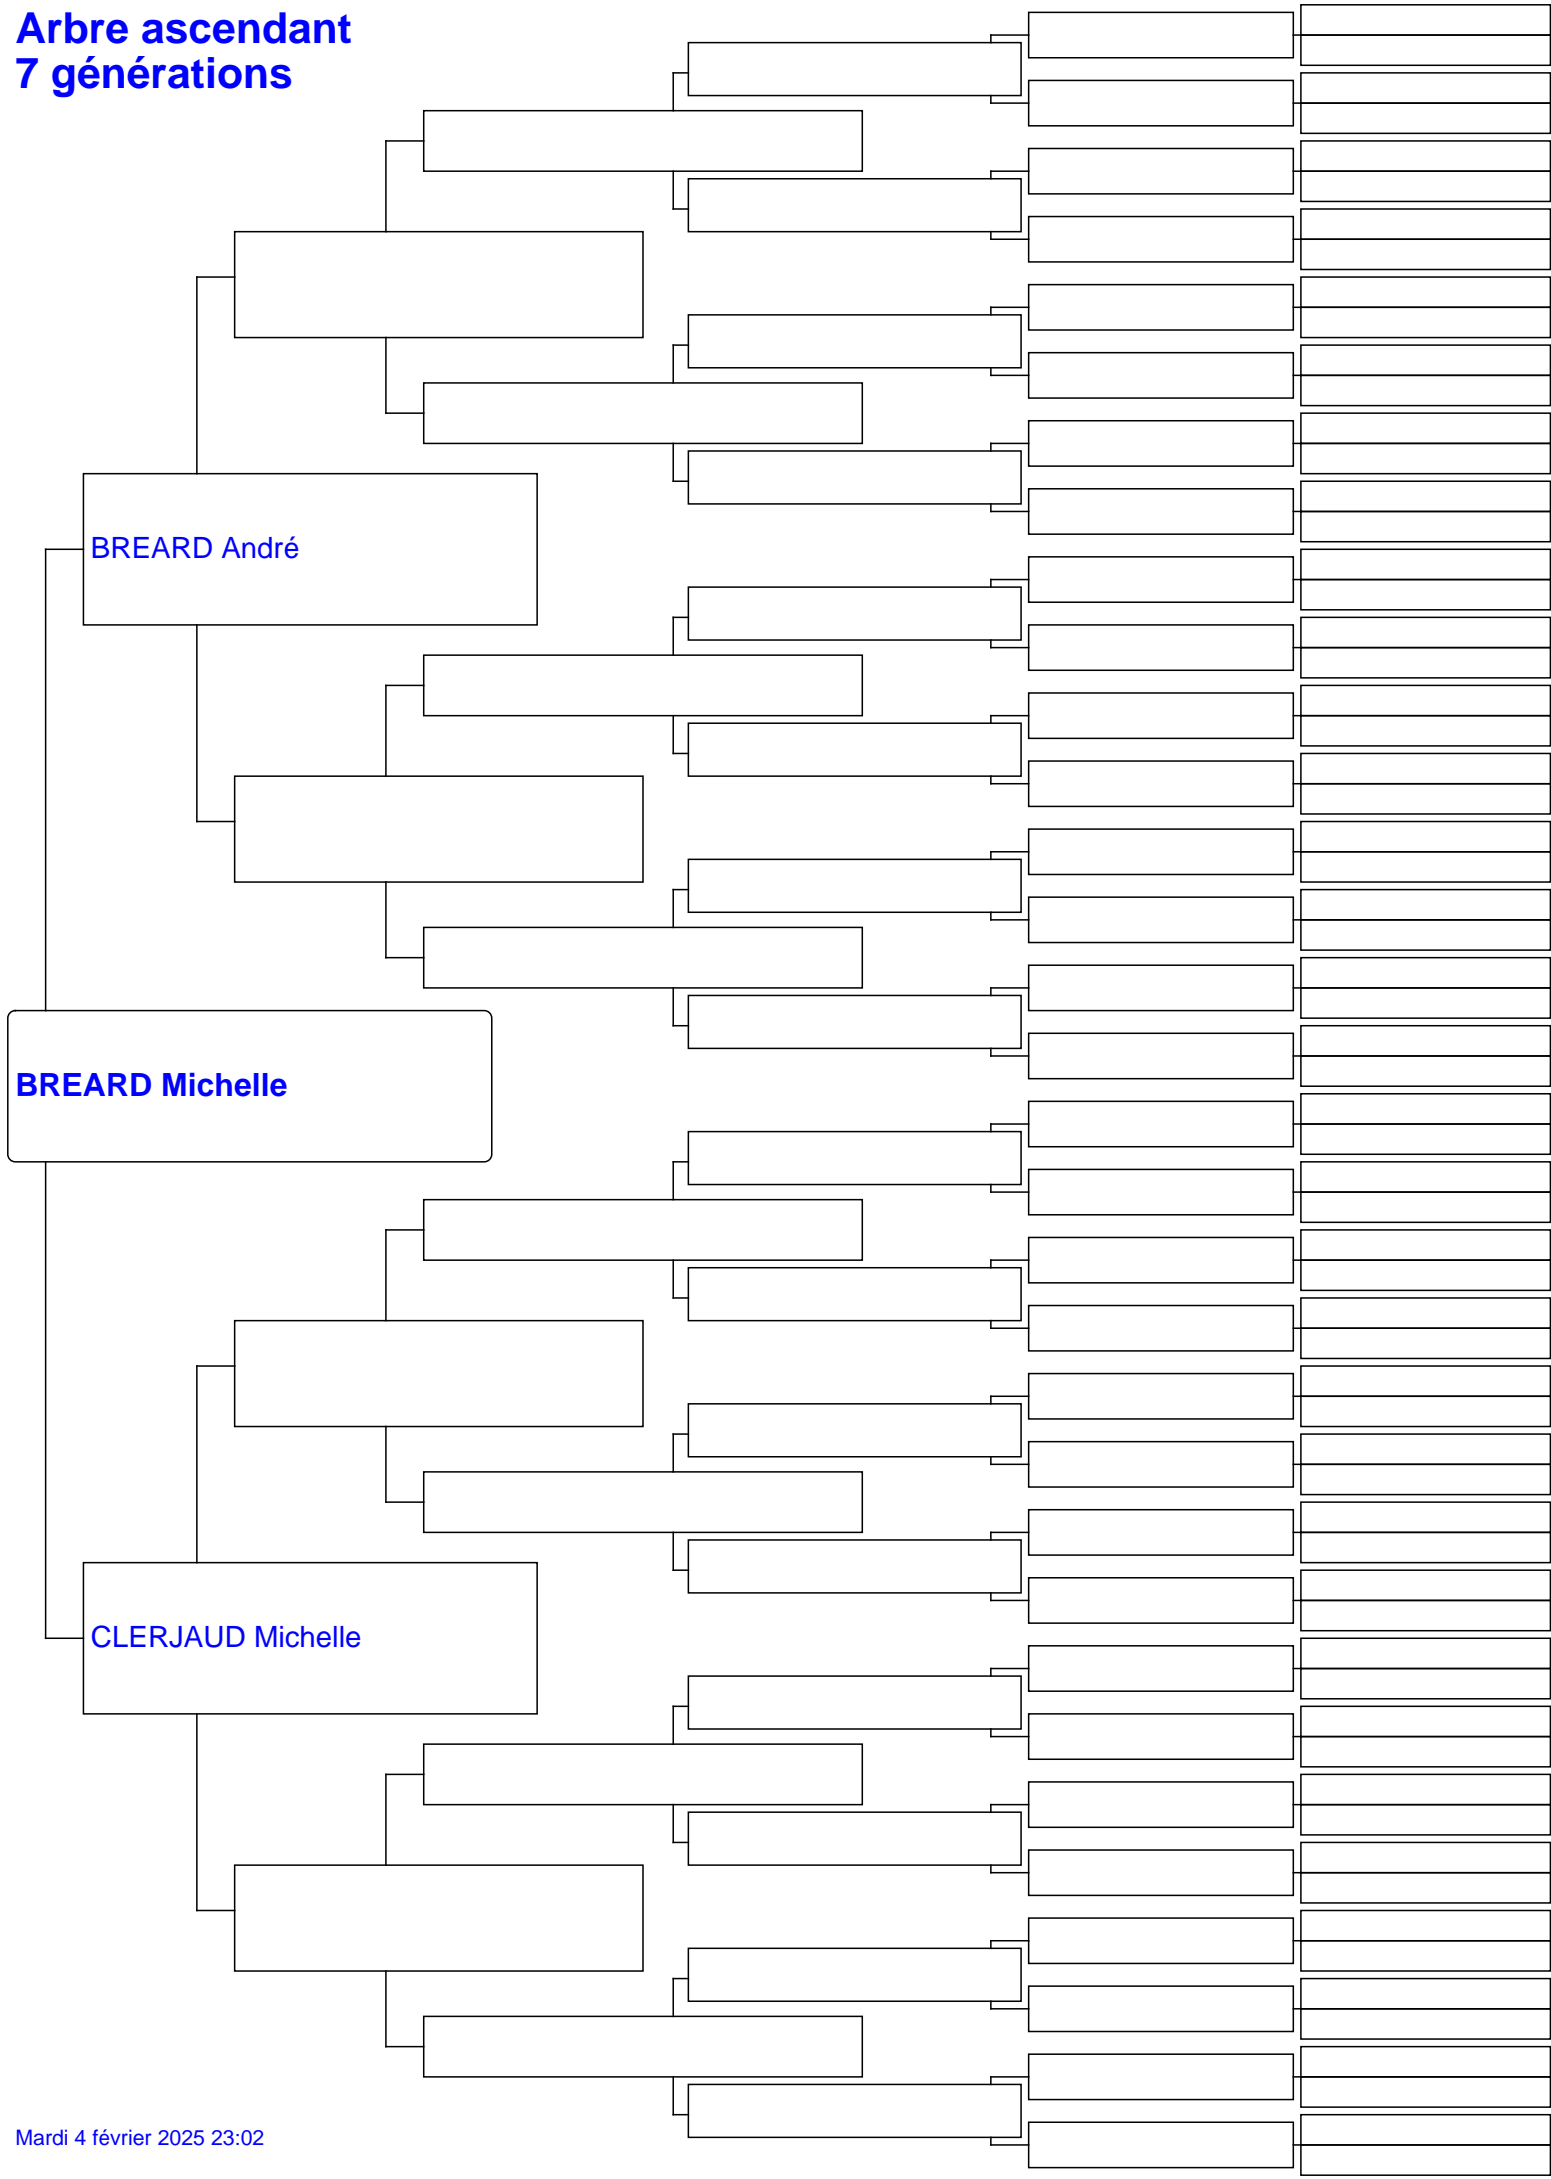 Arbre ascendant
7 générations
BREARD André
BREARD Michelle
CLERJAUD Michelle
Mardi 4 février 2025 23:02